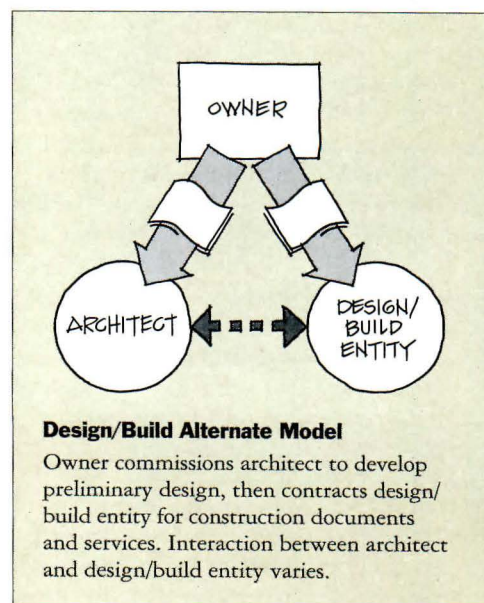 OWNER
ARCHITECT
DESIGN/
BUILD
ENTITY
Design/Build Alternate Model
Owner commissions architect to develop
preliminary design, then contracts design/
build entity for construction documents
and services. Interaction between architect
and design/build entity varies.